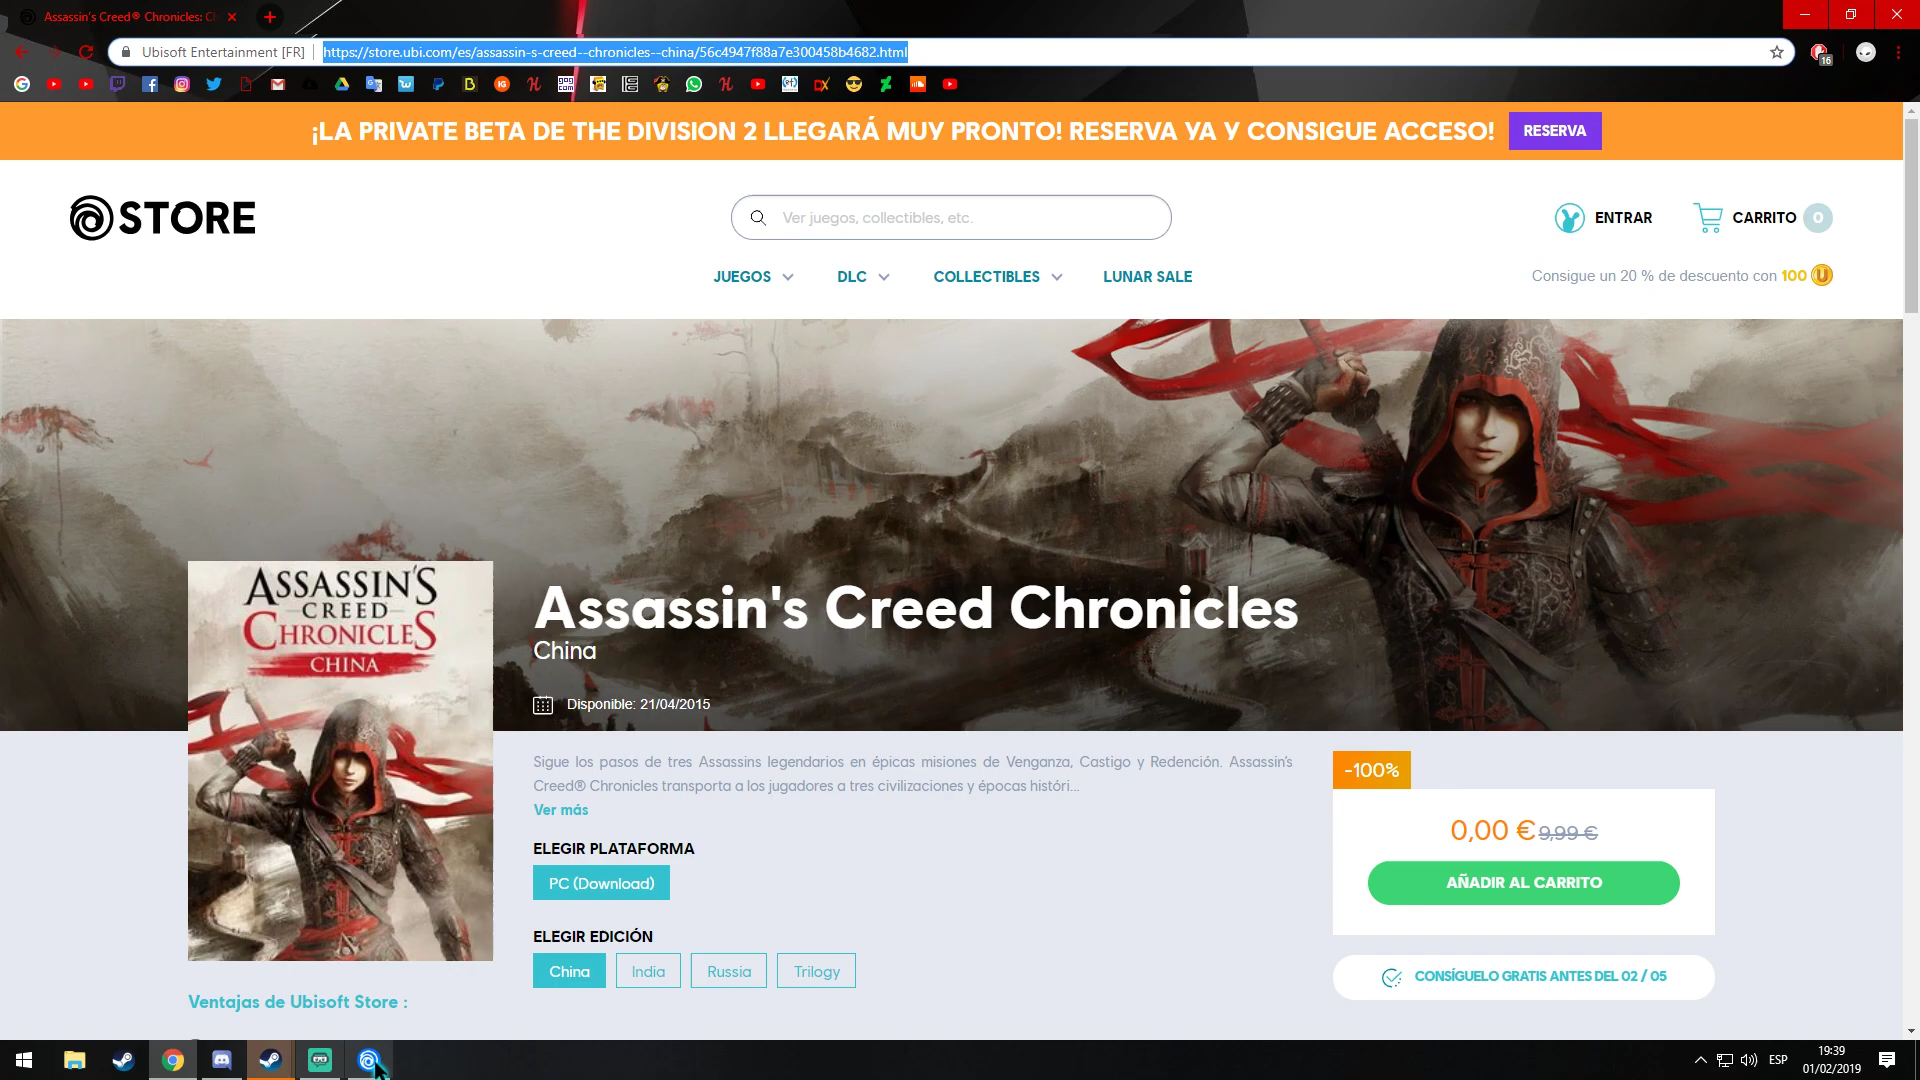 Assassin's Creed® Chronicles: C
Ubisoft Entertainment [FR]
https://store.ubi.com/es/assassin-s-creed--chronicles--china/56c4947f88a7e300458b4682.html
16
¡LA PRIVATE BETA DE THE DIVISION 2 LLEGARÁ MUY PRONTO! RESERVA YA Y CONSIGUE ACCESO!
RESERVA
STORE
Ver juegos, collectibles, etc.
ENTRAR
CARRITO 0
JUEGOS
DLC
COLLECTIBLES
LUNAR SALE
Consigue un 20 % de descuento con 100
ASSASSIN'S
CREED
CHRONICLES
CHINA
Assassin's Creed Chronicles
China
Disponible: 21/04/2015
Sigue los pasos de tres Assassins legendarios en épicas misiones de Venganza, Castigo y Redención. Assassin's
Creed® Chronicles transporta a los jugadores a tres civilizaciones y épocas históri...
Ver más
ELEGIR PLATAFORMA
PC (Download)
ELEGIR EDICIÓN
China
India
Russia
Trilogy
-100%
0,00 € 9,99 €
AÑADIR AL CARRITO
CONSÍGUELO GRATIS ANTES DEL 02 / 05
Ventajas de Ubisoft Store :
ESP
19:39
01/02/2019